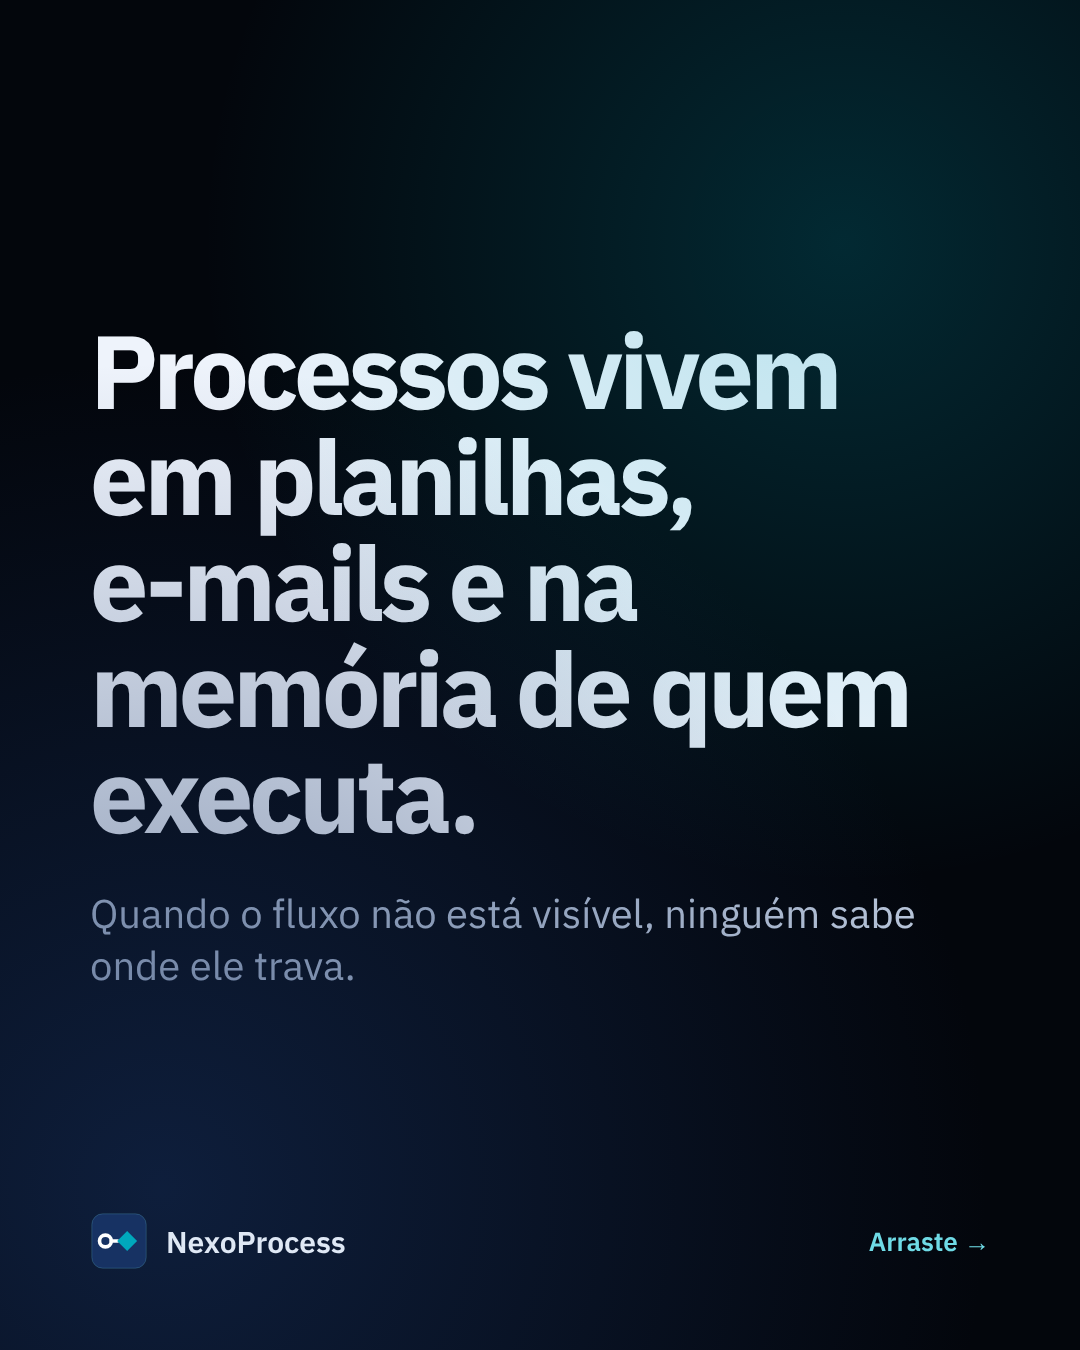 Processos vivem
em planilhas,
e-mails e na
memória de quem
executa.
Quando o fluxo não está visível, ninguém sabe
onde ele trava.
NexoProcess
Arraste →